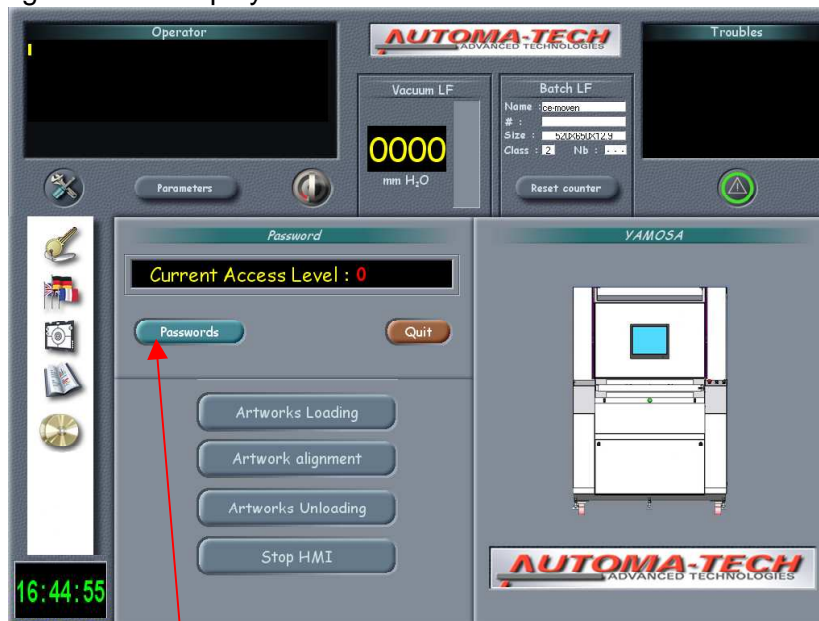 Operator
AUTOMA-TECH
ADVANCED TECHNOLOGIES
Troubles
Vacuum LF
0000
mm H₂O
Batch LF
Name : ce-moven
# :
Size : 520X650X12.9
Class : 2 Nb : ...
Parameters
Reset counter
Password
Current Access Level : 0
Passwords
Quit
Artworks Loading
Artwork alignment
Artworks Unloading
Stop HMI
YAMOSA
AUTOMA-TECH
ADVANCED TECHNOLOGIES
16:44:55